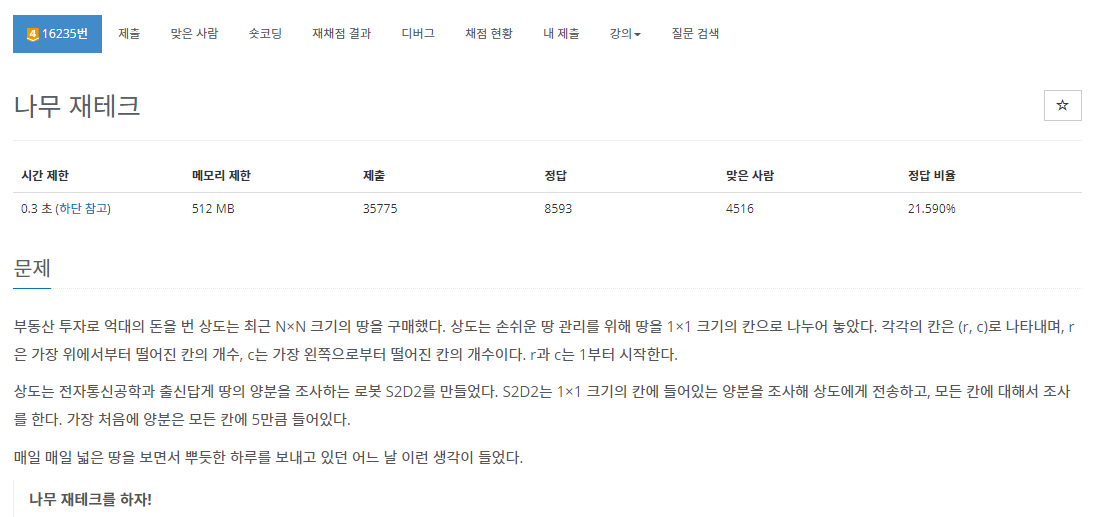 4 16235번 제출 맞은 사람 숏코딩 재채점 결과 디버그 채점 현황 내 제출 강의 질문 검색
나무 재테크
시간 제한 메모리 제한 제출 정답 맞은 사람 정답 비율
0.3 초 (하단 참고) 512 MB 35775 8593 4516 21.590%
문제
부동산 투자로 억대의 돈을 번 상도는 최근 N×N 크기의 땅을 구매했다. 상도는 손쉬운 땅 관리를 위해 땅을 1×1 크기의 칸으로 나누어 놓았다. 각각의 칸은 (r, c)로 나타내며, r
은 가장 위에서부터 떨어진 칸의 개수, c는 가장 왼쪽으로부터 떨어진 칸의 개수이다. r과 c는 1부터 시작한다.
상도는 전자통신공학과 출신답게 땅의 양분을 조사하는 로봇 S2D2를 만들었다. S2D2는 1×1 크기의 칸에 들어있는 양분을 조사해 상도에게 전송하고, 모든 칸에 대해서 조사
를 한다. 가장 처음에 양분은 모든 칸에 5만큼 들어있다.
매일 매일 넓은 땅을 보면서 뿌듯한 하루를 보내고 있던 어느 날 이런 생각이 들었다.
나무 재테크를 하자!